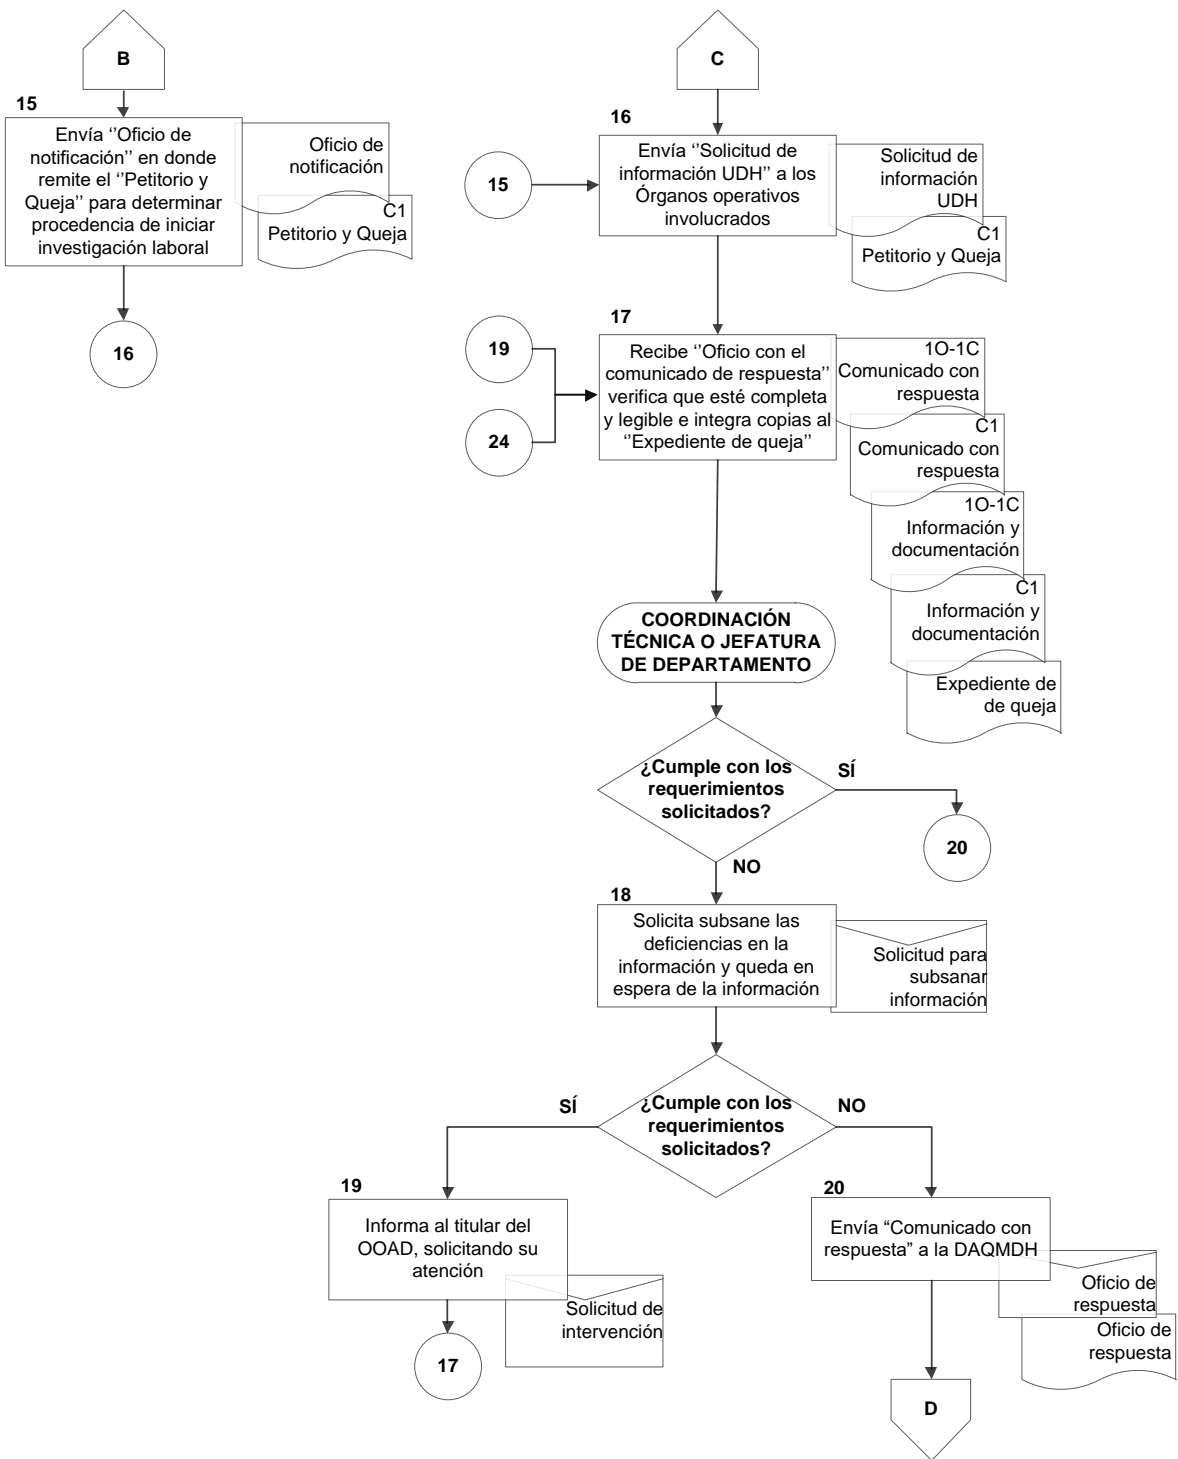 B
15
Envía ‘‘Oficio de
notificación’’ en donde
remite el ‘‘Petitorio y
Queja’’ para determinar
procedencia de iniciar
investigación laboral
Oficio de
notificación
C1
Petitorio y Queja
16
C
16
Envía ‘‘Solicitud de
información UDH’’ a los
Órganos operativos
involucrados
15
Solicitud de
información
UDH
C1
Petitorio y Queja
17
Recibe ‘‘Oficio con el
comunicado de respuesta’’
verifica que esté completa
y legible e integra copias al
‘‘Expediente de queja’’
19
24
1O-1C
Comunicado con
respuesta
C1
Comunicado con
respuesta
1O-1C
Información y
documentación
C1
Información y
documentación
Expediente de
de queja
COORDINACIÓN
TÉCNICA O JEFATURA
DE DEPARTAMENTO
¿Cumple con los
requerimientos
solicitados?
SÍ
20
NO
18
Solicita subsane las
deficiencias en la
información y queda en
espera de la información
Solicitud para
subsanar
información
¿Cumple con los
requerimientos
solicitados?
SÍ
NO
19
Informa al titular del
OOAD, solicitando su
atención
Solicitud de
intervención
17
20
Envía “Comunicado con
respuesta” a la DAQMDH
Oficio de
respuesta
Oficio de
respuesta
D